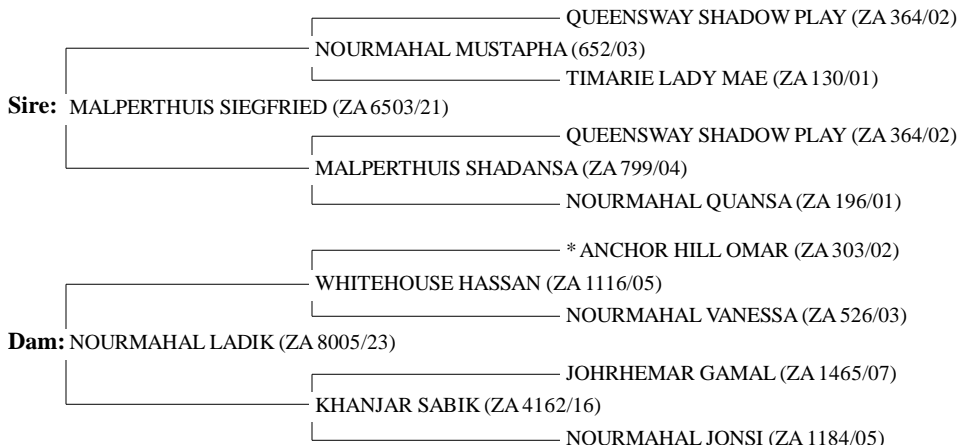 QUEENSWAY SHADOW PLAY (ZA 364/02)
NOURMAHAL MUSTAPHA (652/03)
TIMARIE LADY MAE (ZA 130/01)
Sire: MALPERTHUIS SIEGFRIED (ZA 6503/21)
QUEENSWAY SHADOW PLAY (ZA 364/02)
MALPERTHUIS SHADANSA (ZA 799/04)
NOURMAHAL QUANSA (ZA 196/01)
* ANCHOR HILL OMAR (ZA 303/02)
WHITEHOUSE HASSAN (ZA 1116/05)
NOURMAHAL VANESSA (ZA 526/03)
Dam: NOURMAHAL LADIK (ZA 8005/23)
JOHRHEMAR GAMAL (ZA 1465/07)
KHANJAR SABIK (ZA 4162/16)
NOURMAHAL JONSI (ZA 1184/05)